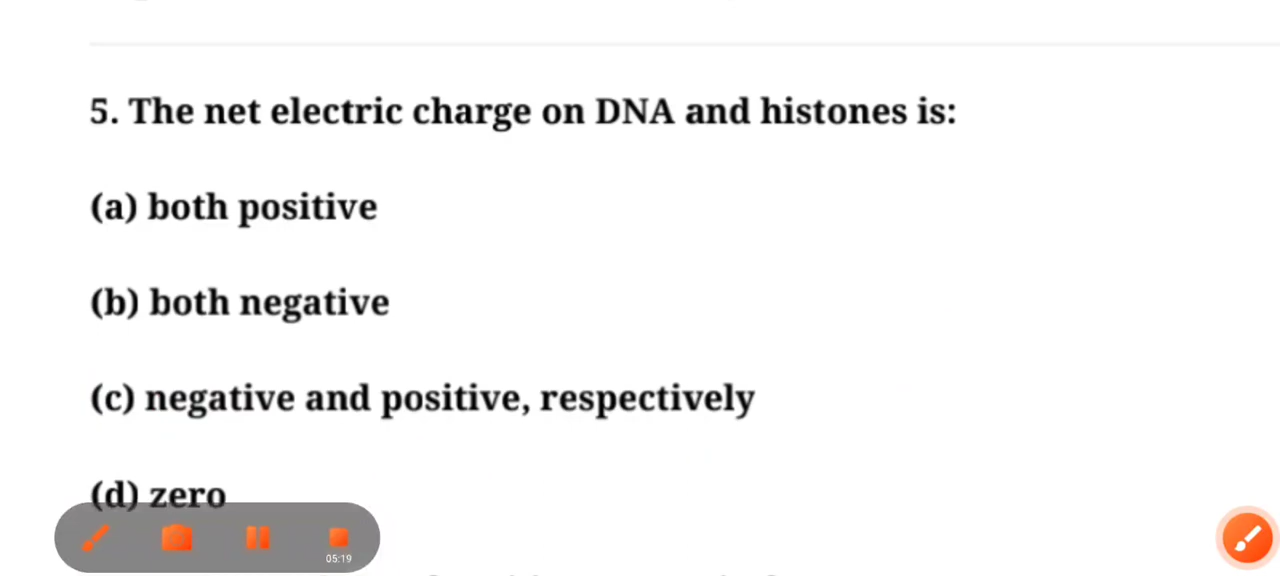 5. The net electric charge on DNA and histones is:
(a) both positive
(b) both negative
(c) negative and positive, respectively
(d) zero
05:19